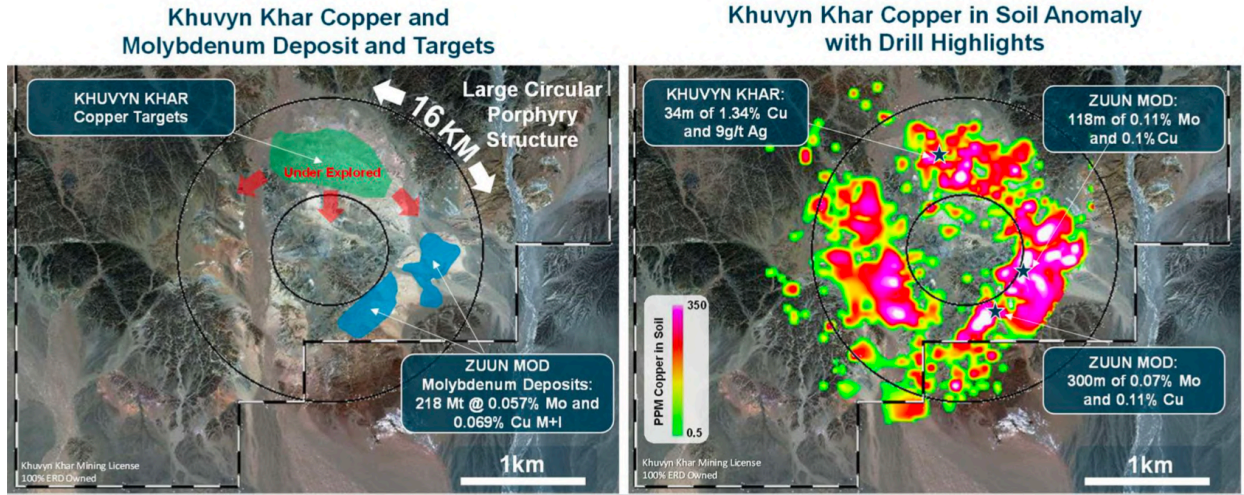 Khuvyn Khar Copper and
Molybdenum Deposit and Targets
KHUVYN KHAR
Copper Targets
16KM
Large Circular
Porphyry
Structure
Under Explored
ZUUN MOD
Molybdenum Deposits:
218 Mt @ 0.057% Mo and
0.069% Cu M+I
Khuvyn Khar Mining License
100% ERD Owned
1km
Khuvyn Khar Copper in Soil Anomaly
with Drill Highlights
KHUVYN KHAR:
34m of 1.34% Cu
and 9g/t Ag
ZUUN MOD:
118m of 0.11% Mo
and 0.1%Cu
350
PPM Copper in Soil
0.5
ZUUN MOD:
300m of 0.07% Mo
and 0.11% Cu
Khuvyn Khar Mining License
100% ERD Owned
1km